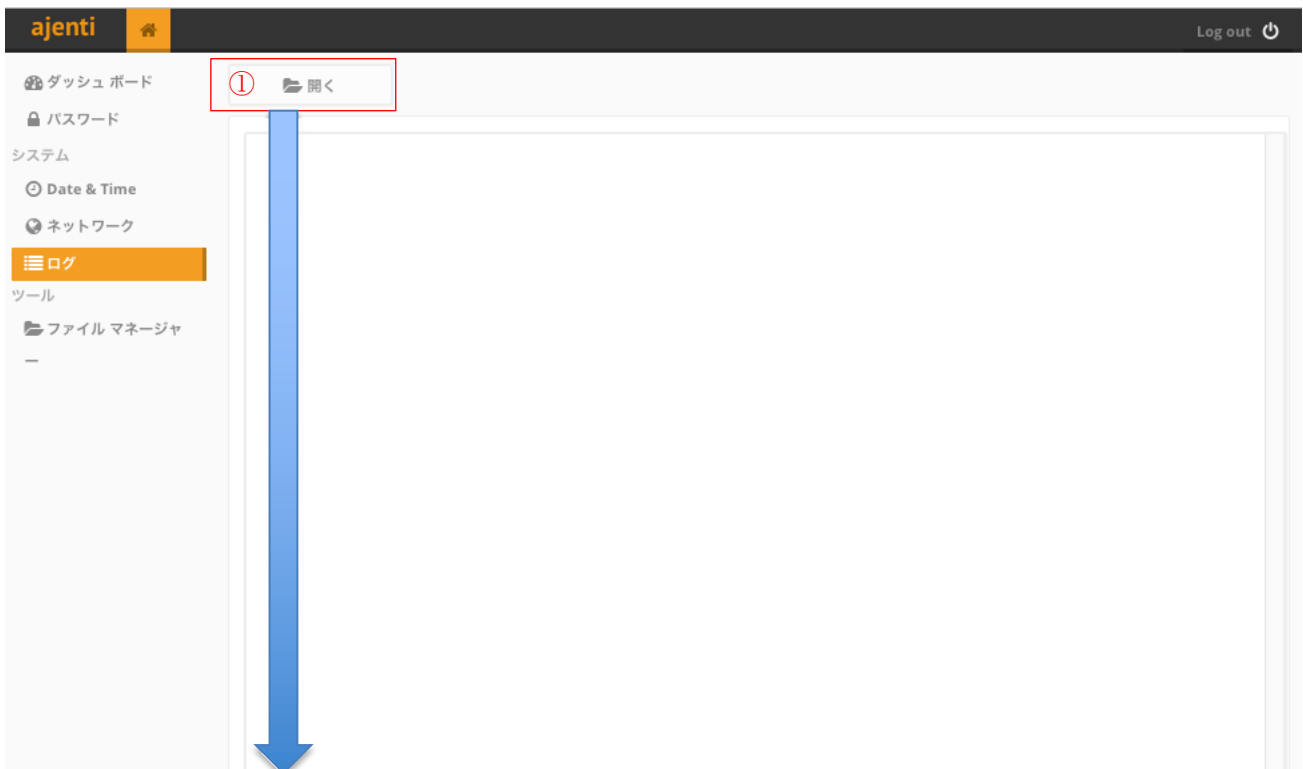 ajenti
Log out
ダッシュ ボード
① 開く
パスワード
システム
Date & Time
ネットワーク
ログ
ツール
ファイル マネージャ
ー